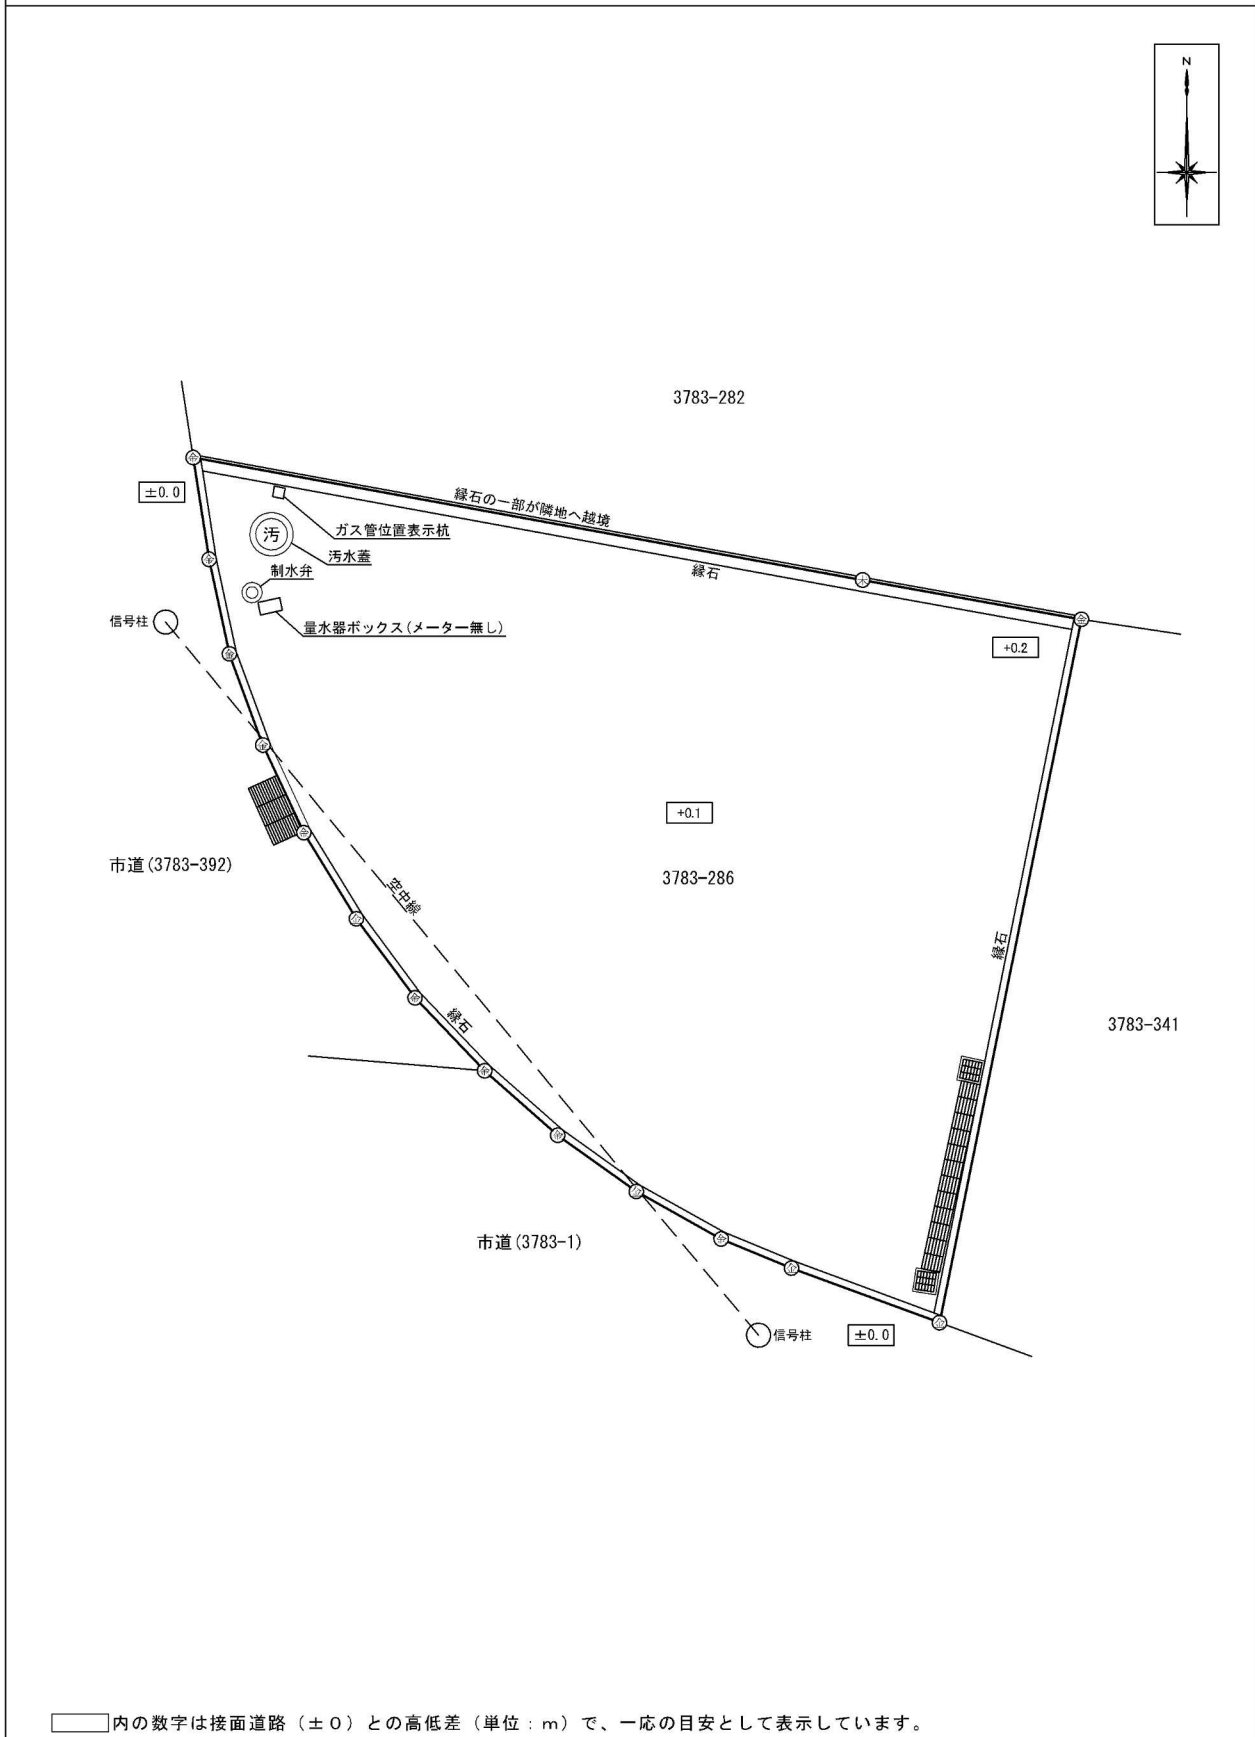 N
3783-282
±0.0
縁石の一部が隣地へ越境
ガス管位置表示杭
汚
汚水蓋
縁石
制水弁
信号柱
量水器ボックス(メーター無し)
+0.2
+0.1
市道(3783-392)
3783-286
空中線
縁石
縁石
3783-341
市道(3783-1)
信号柱
±0.0
内の数字は接面道路（±０）との高低差（単位：ｍ）で、一応の目安として表示しています。